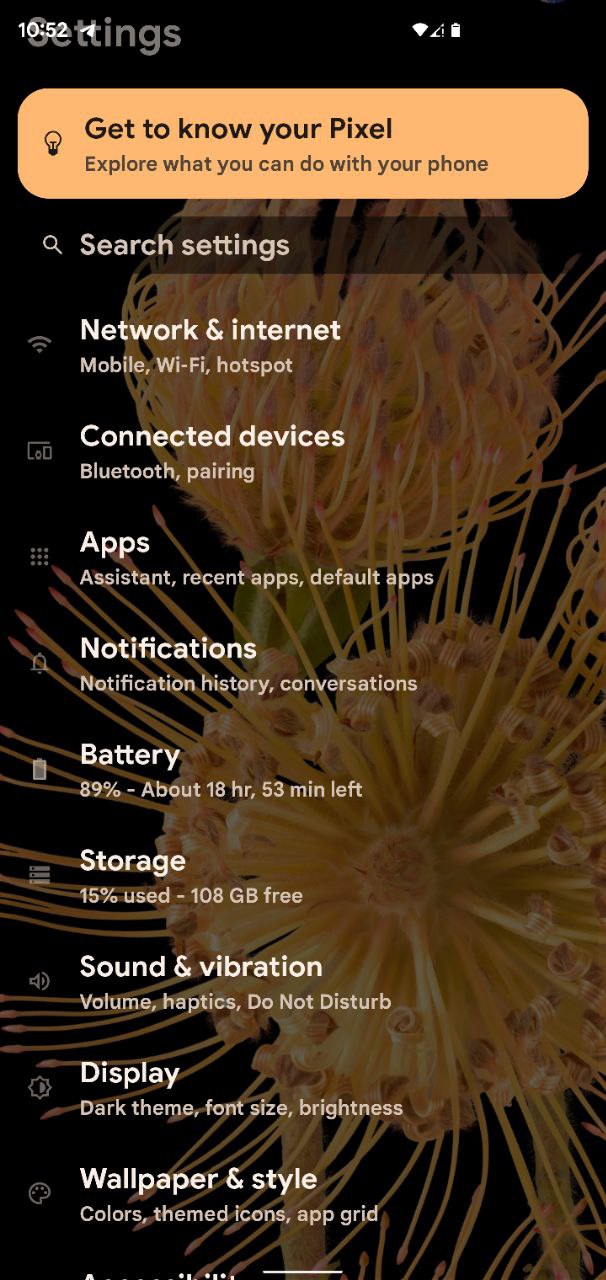 10:52
Settings
Get to know your Pixel
Explore what you can do with your phone
Search settings
Network & internet
Mobile, Wi-Fi, hotspot
Connected devices
Bluetooth, pairing
Apps
Assistant, recent apps, default apps
Notifications
Notification history, conversations
Battery
89% - About 18 hr, 53 min left
Storage
15% used - 108 GB free
Sound & vibration
Volume, haptics, Do Not Disturb
Display
Dark theme, font size, brightness
Wallpaper & style
Colors, themed icons, app grid